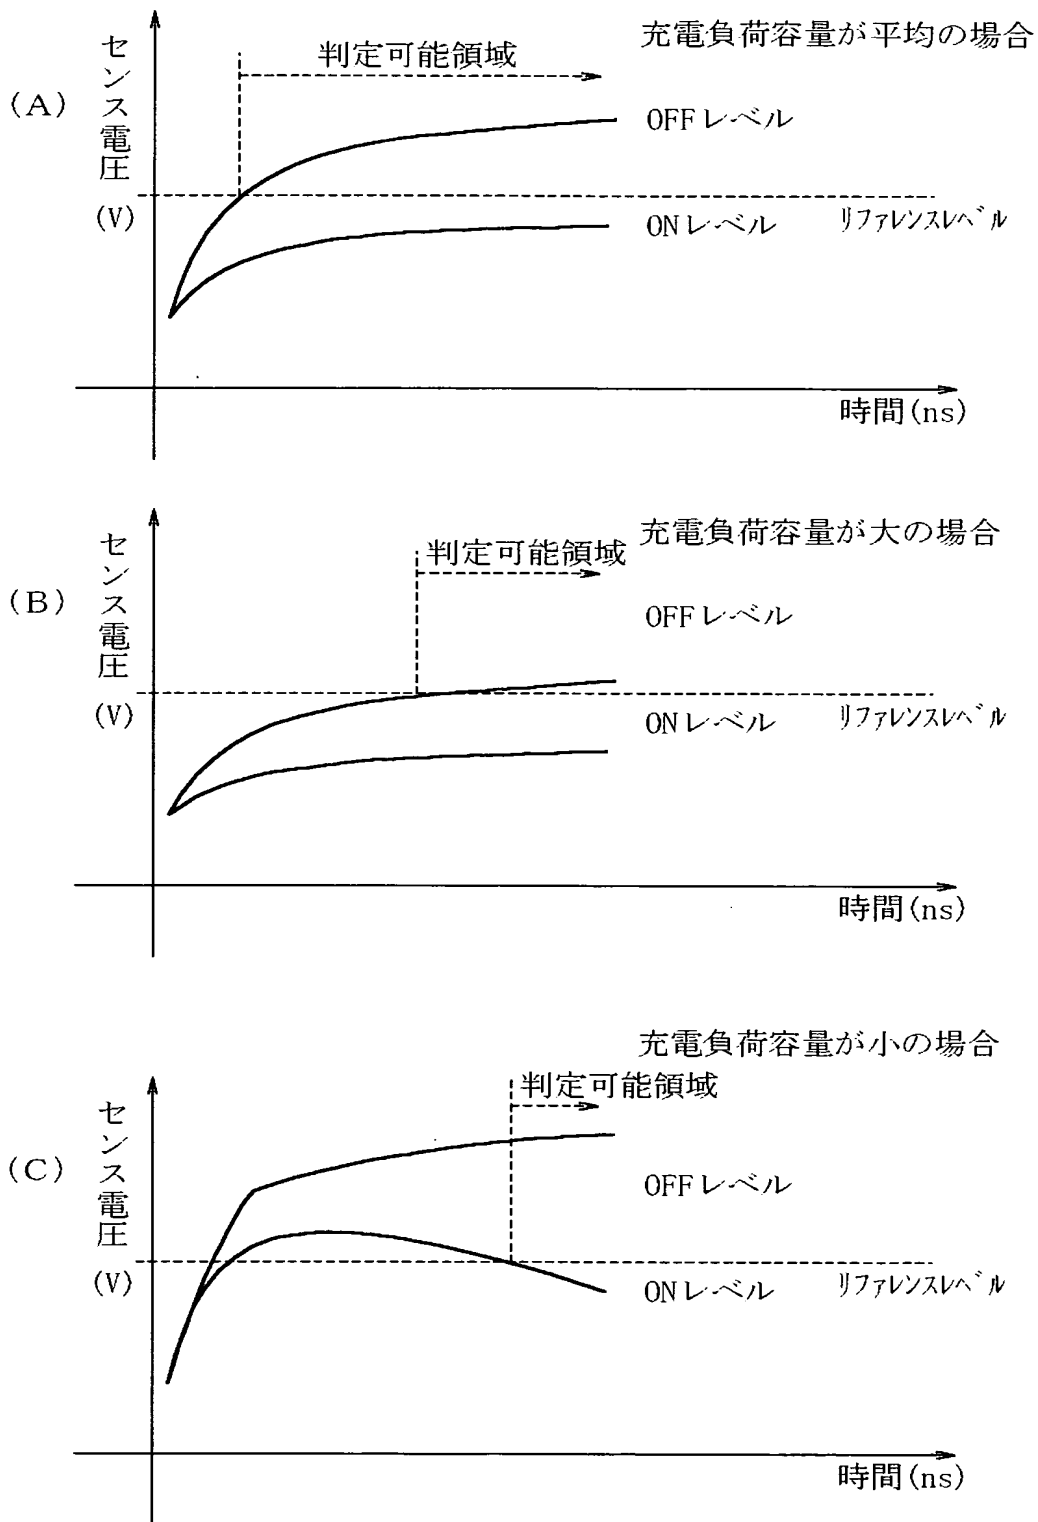 充電負荷容量が平均の場合
判定可能領域
(A)
センス電圧
(V)
OFFレベル
ONレベル
リファレンスレベル
時間(ns)
充電負荷容量が大の場合
判定可能領域
(B)
センス電圧
(V)
OFFレベル
ONレベル
リファレンスレベル
時間(ns)
充電負荷容量が小の場合
判定可能領域
(C)
センス電圧
(V)
OFFレベル
ONレベル
リファレンスレベル
時間(ns)